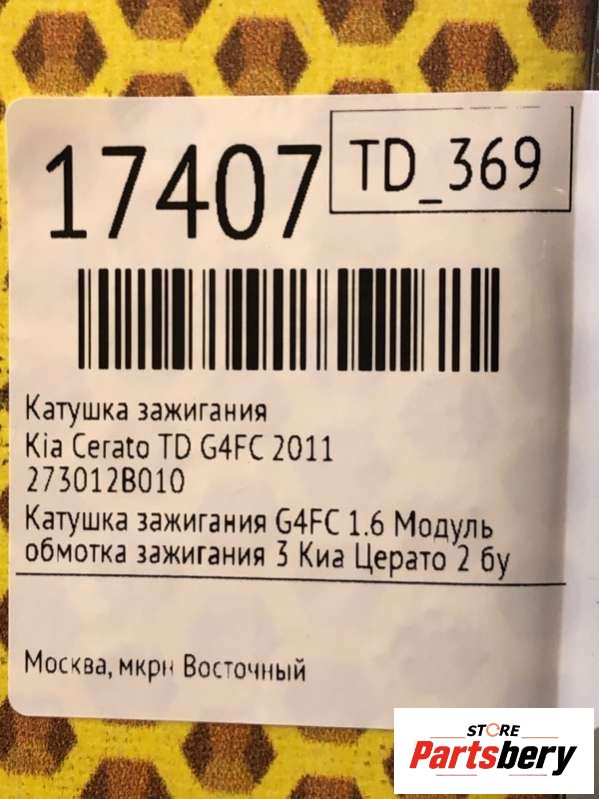 17407
TD_369
Катушка зажигания
Kia Cerato TD G4FC 2011
273012B010
Катушка зажигания G4FC 1.6 Модуль
обмотка зажигания 3 Киа Церато 2 бу
Москва, мкрн Восточный
STORE
Partsbery